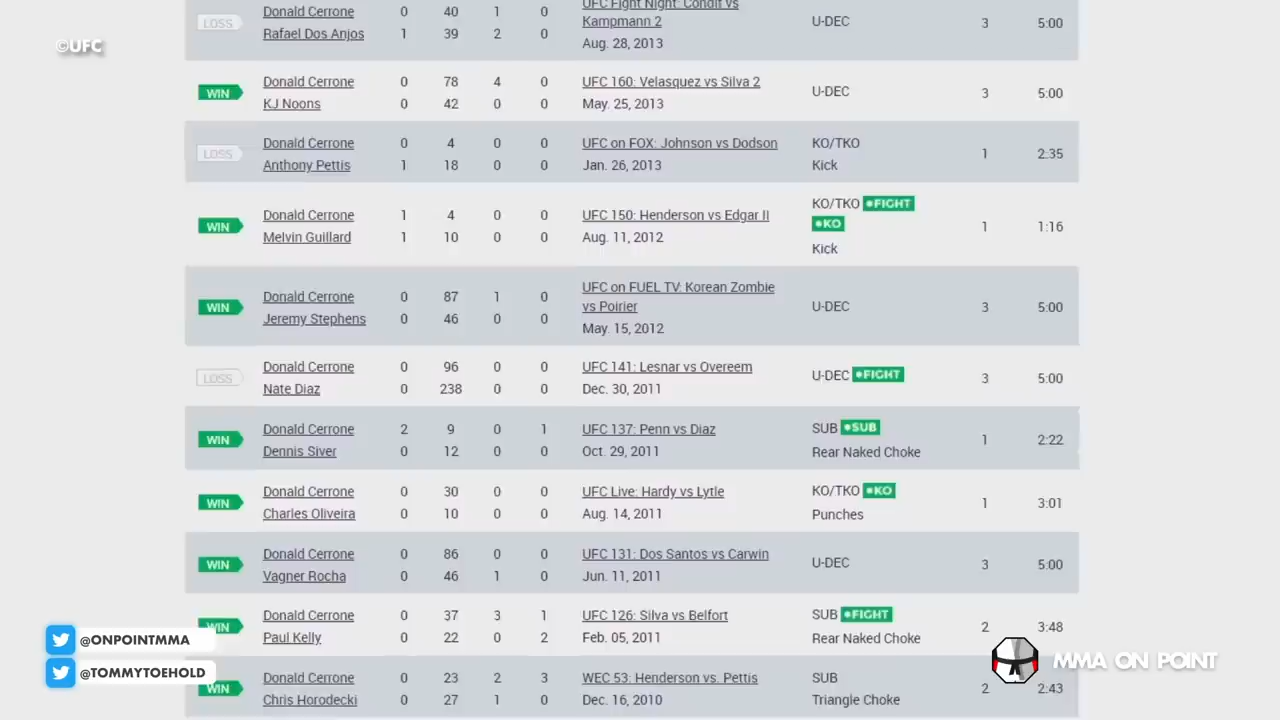 ©UFC
LOSS Donald Cerrone 0 40 1 0 UFC Fight Night: Condit vs U-DEC 3 5:00
Rafael Dos Anjos 1 39 2 0 Kampmann 2
Aug. 28, 2013
WIN Donald Cerrone 0 78 4 0 UFC 160: Velasquez vs Silva 2 U-DEC 3 5:00
KJ Noons 0 42 0 0 May. 25, 2013
LOSS Donald Cerrone 0 4 0 0 UFC on FOX: Johnson vs Dodson KO/TKO 1 2:35
Anthony Pettis 1 18 0 0 Jan. 26, 2013 Kick
WIN Donald Cerrone 1 4 0 0 UFC 150: Henderson vs Edgar II KO/TKO FIGHT 1 1:16
Melvin Guillard 1 10 0 0 Aug. 11, 2012 KO
Kick
WIN Donald Cerrone 0 87 1 0 UFC on FUEL TV: Korean Zombie U-DEC 3 5:00
Jeremy Stephens 0 46 0 0 vs Poirier
May. 15, 2012
LOSS Donald Cerrone 0 96 0 0 UFC 141: Lesnar vs Overeem U-DEC FIGHT 3 5:00
Nate Diaz 0 238 0 0 Dec. 30, 2011
WIN Donald Cerrone 2 9 0 1 UFC 137: Penn vs Diaz SUB SUB 1 2:22
Dennis Siver 0 12 0 0 Oct. 29, 2011 Rear Naked Choke
WIN Donald Cerrone 0 30 0 0 UFC Live: Hardy vs Lytle KO/TKO KO 1 3:01
Charles Oliveira 0 10 0 0 Aug. 14, 2011 Punches
WIN Donald Cerrone 0 86 0 0 UFC 131: Dos Santos vs Carwin U-DEC 3 5:00
Vagner Rocha 0 46 1 0 Jun. 11, 2011
WIN Donald Cerrone 0 37 3 1 UFC 126: Silva vs Belfort SUB FIGHT 2 3:48
Paul Kelly 0 22 0 2 Feb. 05, 2011 Rear Naked Choke
WIN Donald Cerrone 0 23 2 3 WEC 53: Henderson vs. Pettis SUB 2 2:43
Chris Horodecki 0 27 1 0 Dec. 16, 2010 Triangle Choke
@ONPOINTMMA
@TOMMYTOEHOLD
MMA ON POINT